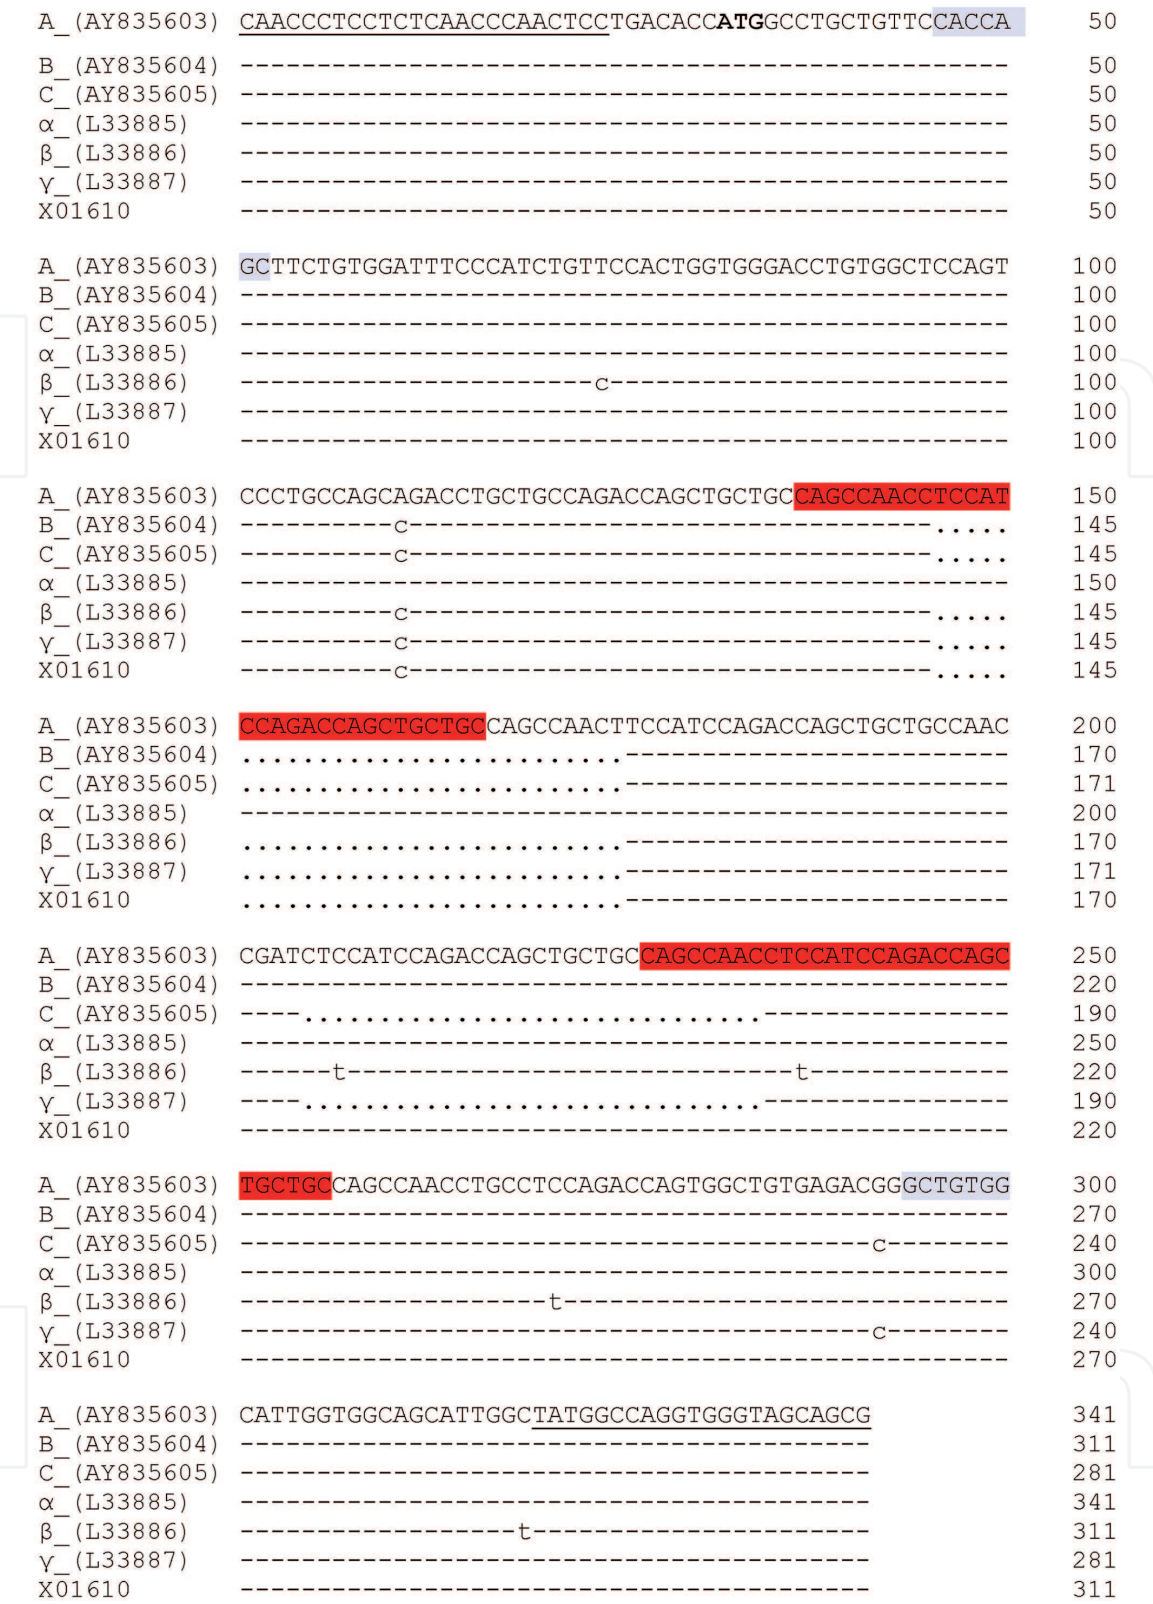 A_(AY835603) CAACCCTCCTCTCAACCCAACTCCTGACACCATGGCCTGCTGTTCCACCA 50
B_(AY835604) -------------------------------------------------- 50
C_(AY835605) -------------------------------------------------- 50
α_(L33885) -------------------------------------------------- 50
β_(L33886) -------------------------------------------------- 50
γ_(L33887) -------------------------------------------------- 50
X01610 -------------------------------------------------- 50
A_(AY835603) GCTTCTGTGGATTTCCCATCTGTTCCACTGGTGGGACCTGTGGCTCCAGT 100
B_(AY835604) -------------------------------------------------- 100
C_(AY835605) -------------------------------------------------- 100
α_(L33885) -------------------------------------------------- 100
β_(L33886) -----------------------c-------------------------- 100
γ_(L33887) -------------------------------------------------- 100
X01610 -------------------------------------------------- 100
A_(AY835603) CCCTGCCAGCAGACCTGCTGCCAGACCAGCTGCTGCCAGCCAACCTCCAT 150
B_(AY835604) ----------c----------------------------------..... 145
C_(AY835605) ----------c----------------------------------..... 145
α_(L33885) -------------------------------------------------- 150
β_(L33886) ----------c----------------------------------..... 145
γ_(L33887) ----------c----------------------------------..... 145
X01610 ----------c----------------------------------..... 145
A_(AY835603) CCAGACCAGCTGCTGCCAGCCAACTTCCATCCAGACCAGCTGCTGCCAAC 200
B_(AY835604) .........................------------------------- 170
C_(AY835605) .........................------------------------- 171
α_(L33885) -------------------------------------------------- 200
β_(L33886) .........................------------------------- 170
γ_(L33887) .........................------------------------- 171
X01610 .........................------------------------- 170
A_(AY835603) CGATCTCCATCCAGACCAGCTGCTGCCAGCCAACCTCCATCCAGACCAGC 250
B_(AY835604) -------------------------------------------------- 220
C_(AY835605) ----..............................---------------- 190
α_(L33885) -------------------------------------------------- 250
β_(L33886) ------t-----------------------------t------------- 220
γ_(L33887) ----..............................---------------- 190
X01610 -------------------------------------------------- 220
A_(AY835603) TGCTGCCAGCCAACCTGCCTCCAGACCAGTGGCTGTGAGACGGGCTGTGG 300
B_(AY835604) -------------------------------------------------- 270
C_(AY835605) -----------------------------------------c-------- 240
α_(L33885) -------------------------------------------------- 300
β_(L33886) --------------------t----------------------------- 270
γ_(L33887) -----------------------------------------c-------- 240
X01610 -------------------------------------------------- 270
A_(AY835603) CATTGGTGGCAGCATTGGCTATGGCCAGGTGGGTAGCAGCG 341
B_(AY835604) ----------------------------------------- 311
C_(AY835605) ----------------------------------------- 281
α_(L33885) ----------------------------------------- 341
β_(L33886) ------------------t---------------------- 311
γ_(L33887) ----------------------------------------- 281
X01610 ----------------------------------------- 311